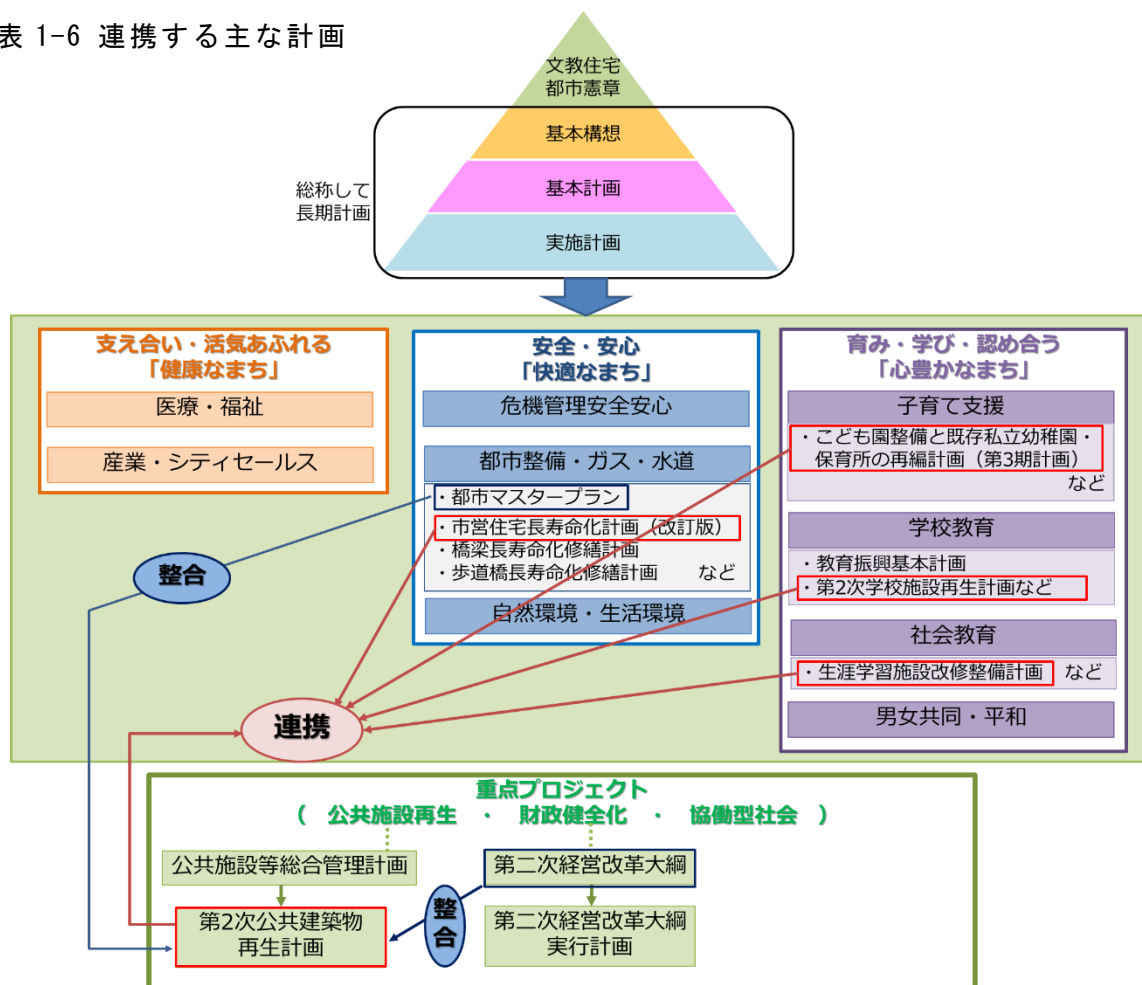 表 1-6 連携する主な計画
文教住宅
都市憲章
基本構想
基本計画
実施計画
総称して
長期計画
支え合い・活気あふれる
「健康なまち」
医療・福祉
産業・シティセールス
安全・安心
「快適なまち」
危機管理安全安心
都市整備・ガス・水道
・都市マスタープラン
・市営住宅長寿命化計画（改訂版）
・橋梁長寿命化修繕計画
・歩道橋長寿命化修繕計画 など
自然環境・生活環境
育み・学び・認め合う
「心豊かなまち」
子育て支援
・こども園整備と既存私立幼稚園・
保育所の再編計画（第3期計画）
など
学校教育
・教育振興基本計画
・第2次学校施設再生計画など
社会教育
・生涯学習施設改修整備計画 など
男女共同・平和
整合
連携
重点プロジェクト
（ 公共施設再生 ・ 財政健全化 ・ 協働型社会 ）
公共施設等総合管理計画
第2次公共建築物
再生計画
整
合
第二次経営改革大綱
第二次経営改革大綱
実行計画